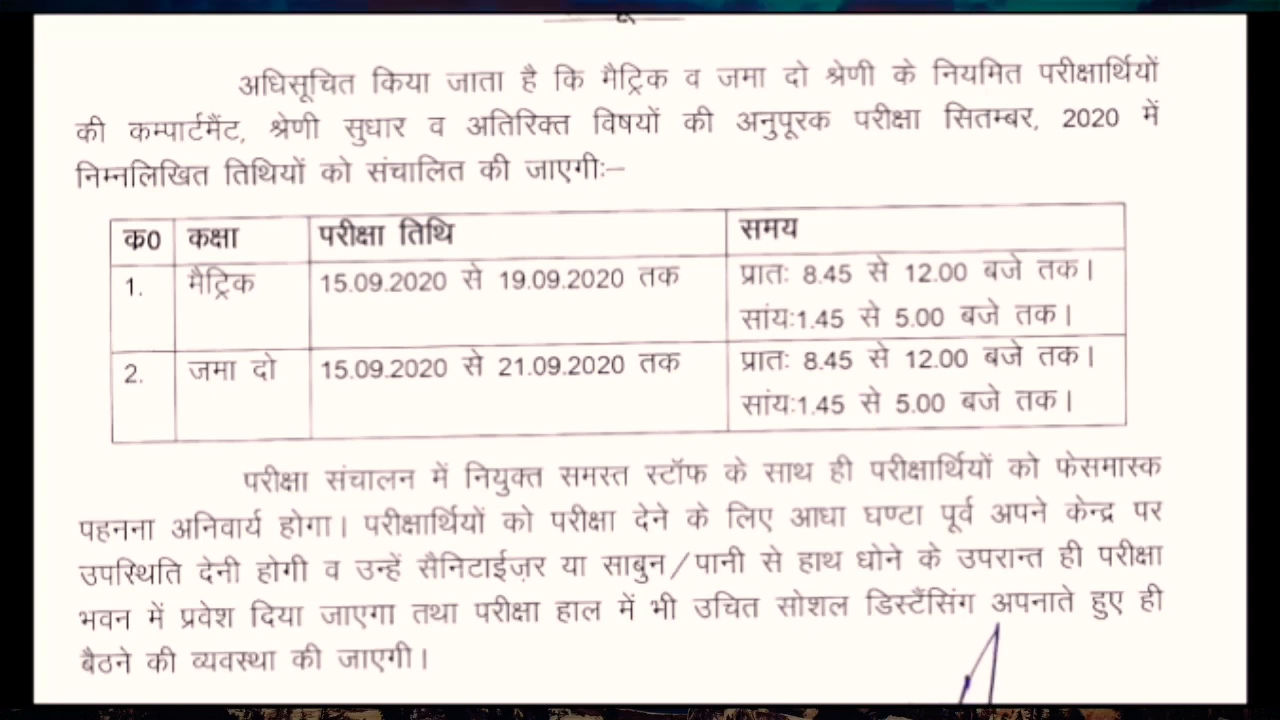 अधिसूचित किया जाता है कि मैट्रिक व जमा दो श्रेणी के नियमित परीक्षार्थियों
की कम्पार्टमैंट, श्रेणी सुधार व अतिरिक्त विषयों की अनुपूरक परीक्षा सितम्बर, 2020 में
निम्नलिखित तिथियों को संचालित की जाएगी:–
क0 कक्षा परीक्षा तिथि समय
1. मैट्रिक 15.09.2020 से 19.09.2020 तक प्रातः 8.45 से 12.00 बजे तक।
सांयः1.45 से 5.00 बजे तक।
2. जमा दो 15.09.2020 से 21.09.2020 तक प्रातः 8.45 से 12.00 बजे तक।
सांयः1.45 से 5.00 बजे तक।
परीक्षा संचालन में नियुक्त समस्त स्टॉफ के साथ ही परीक्षार्थियों को फेसमास्क
पहनना अनिवार्य होगा। परीक्षार्थियों को परीक्षा देने के लिए आधा घण्टा पूर्व अपने केन्द्र पर
उपस्थिति देनी होगी व उन्हें सैनिटाईज़र या साबुन/पानी से हाथ धोने के उपरान्त ही परीक्षा
भवन में प्रवेश दिया जाएगा तथा परीक्षा हाल में भी उचित सोशल डिस्टैंसिंग अपनाते हुए ही
बैठने की व्यवस्था की जाएगी।